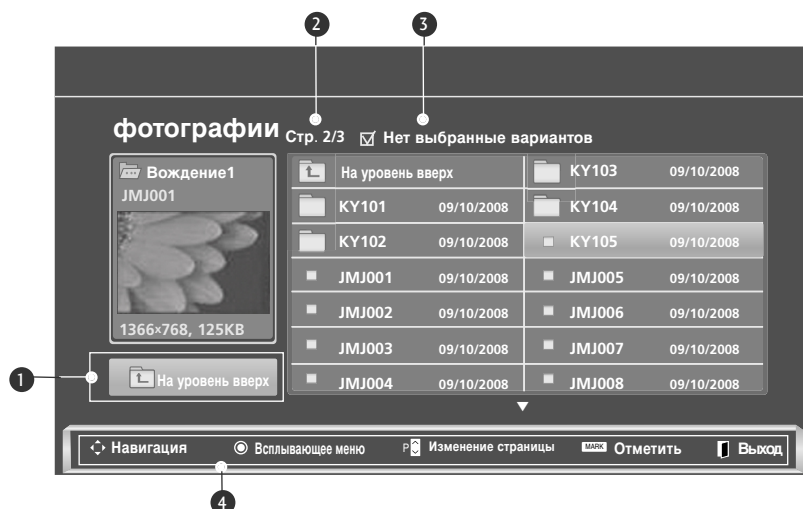 2 3
фотографии Стр. 2/3 Нет выбранные вариантов
Вождение1
JMJ001
1366×768, 125KB
1 На уровень вверх
На уровень вверх KY103 09/10/2008
KY101 09/10/2008 KY104 09/10/2008
KY102 09/10/2008 KY105 09/10/2008
JMJ001 09/10/2008 JMJ005 09/10/2008
JMJ002 09/10/2008 JMJ006 09/10/2008
JMJ003 09/10/2008 JMJ007 09/10/2008
JMJ004 09/10/2008 JMJ008 09/10/2008
Навигация Всплывающее меню P Изменение страницы MARK Отметить Выход
4